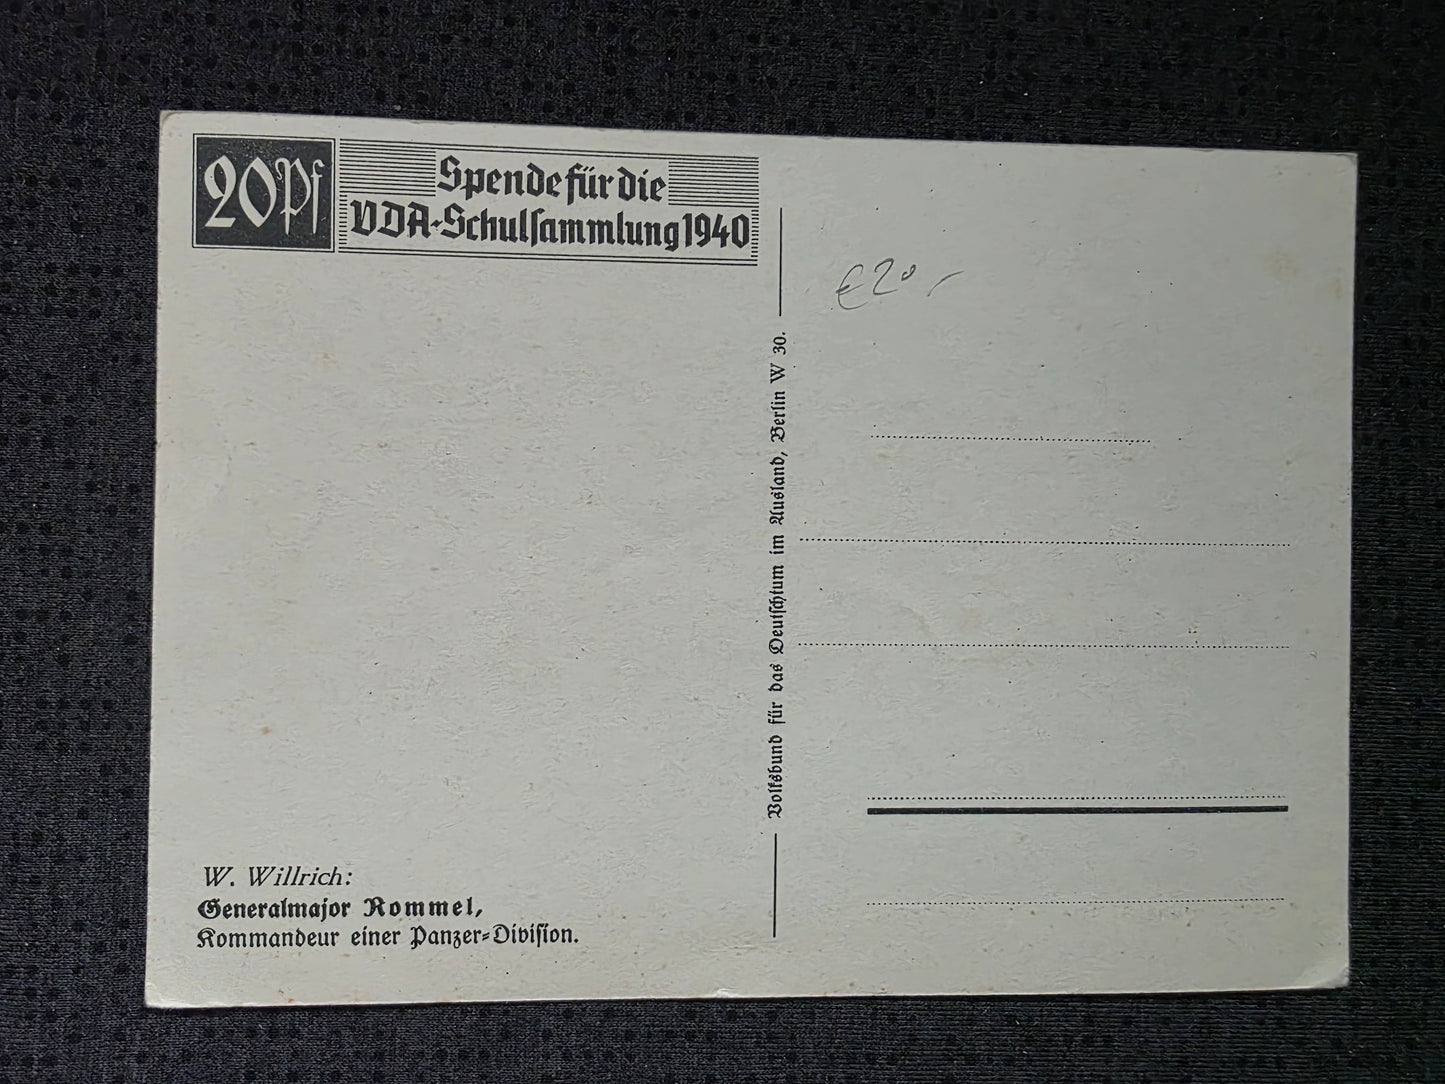 20Pf
Spende für die
VDA-Schulsammlung 1940
€20,-
Volksbund für das Deutschtum im Ausland, Berlin W 30.
W. Willrich:
Generalmajor Rommel,
Kommandeur einer Panzer-Division.